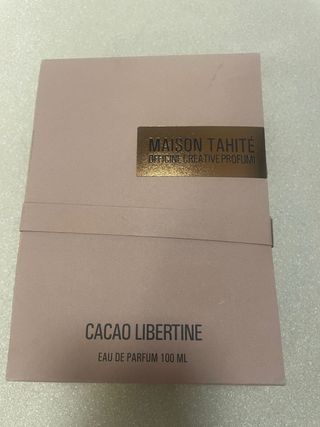 MAISON TAHITÉ
OFFICINE CREATIVE PROFUMI
CACAO LIBERTINE
EAU DE PARFUM 100 ML